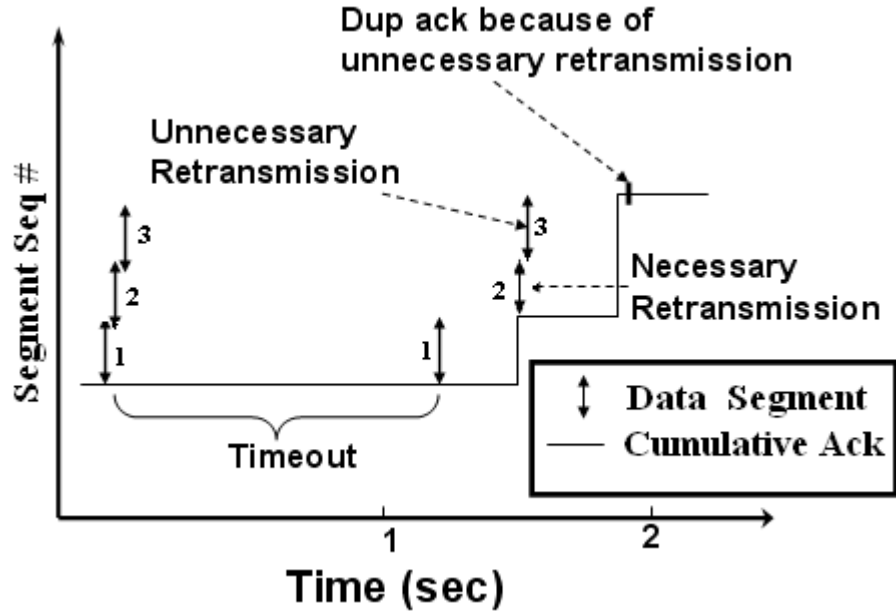 Dup ack because of
unnecessary retransmission
Unnecessary
Retransmission
Segment Seq #
3
2
1
3
2
1
Necessary
Retransmission
Timeout
Data Segment
Cumulative Ack
1
2
Time (sec)